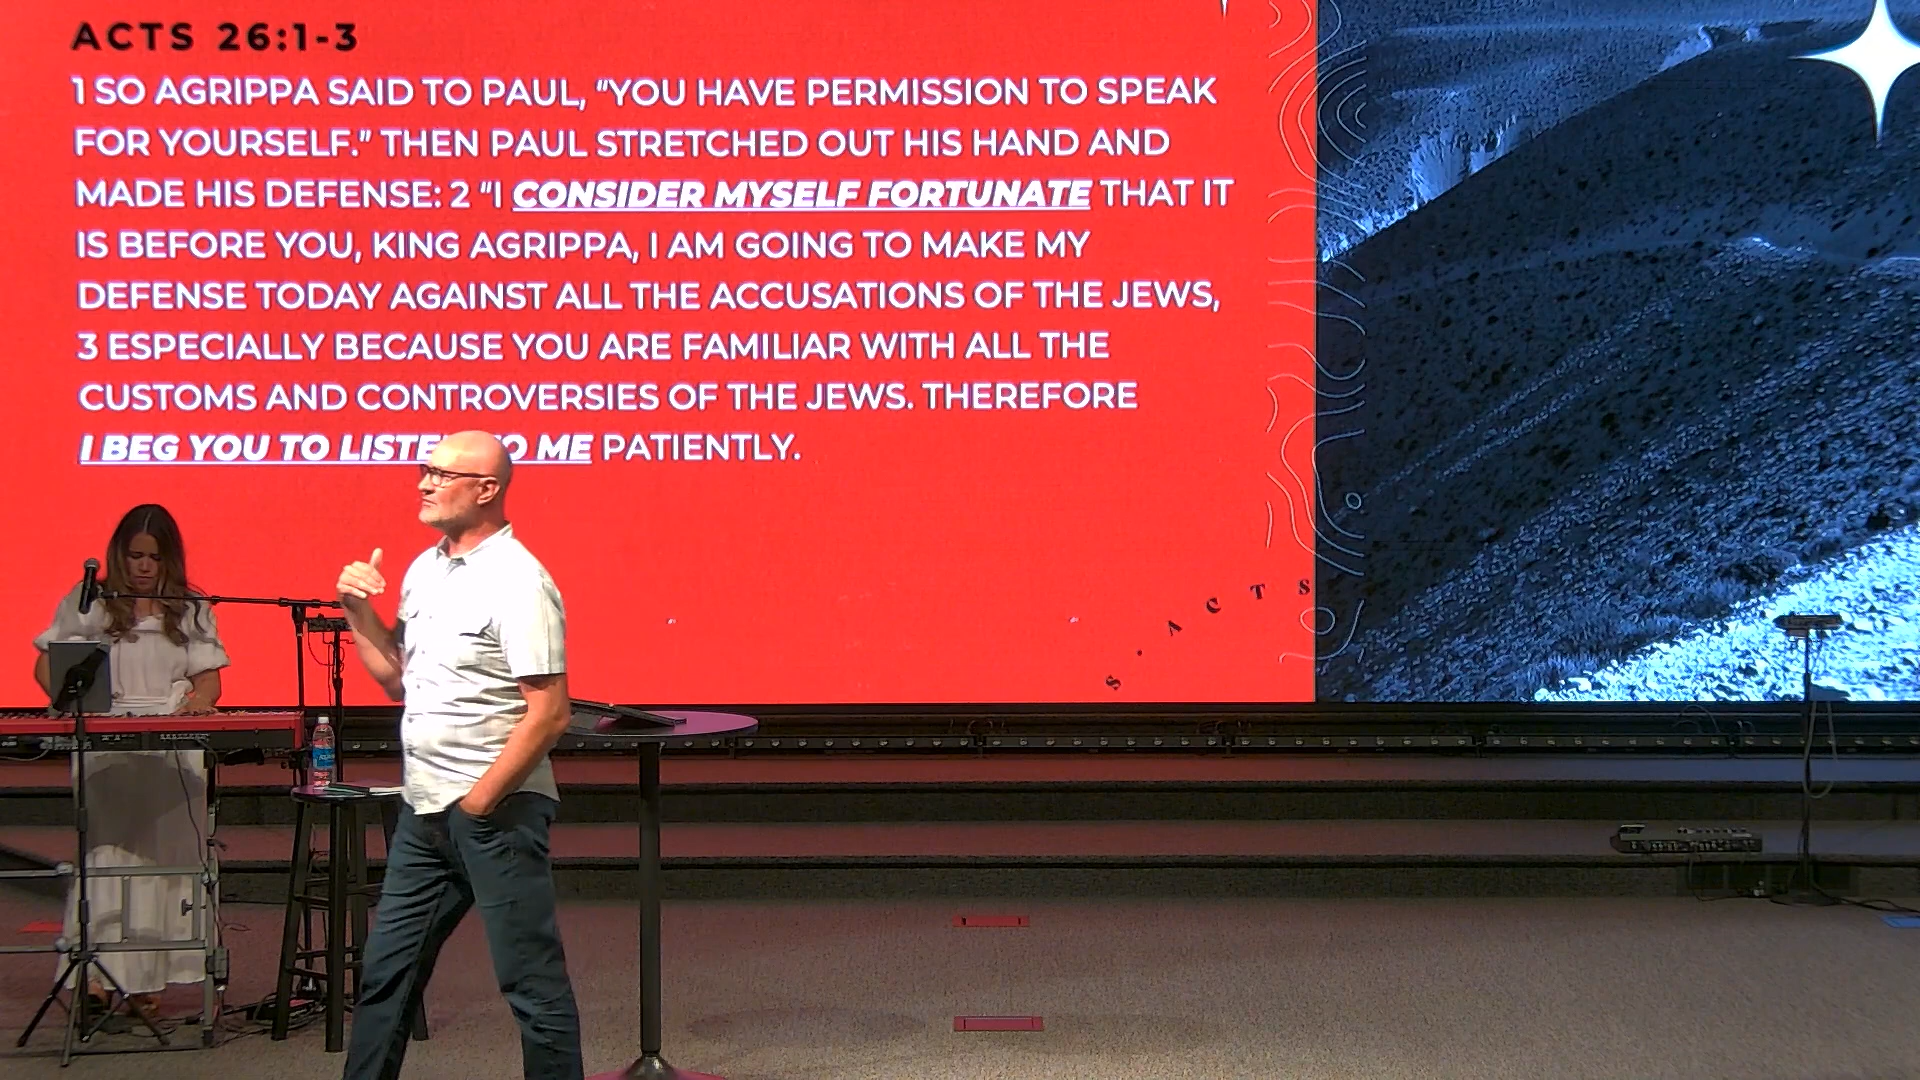 ACTS 26:1-3
1 SO AGRIPPA SAID TO PAUL, "YOU HAVE PERMISSION TO SPEAK
FOR YOURSELF." THEN PAUL STRETCHED OUT HIS HAND AND
MADE HIS DEFENSE: 2 "I CONSIDER MYSELF FORTUNATE THAT IT
IS BEFORE YOU, KING AGRIPPA, I AM GOING TO MAKE MY
DEFENSE TODAY AGAINST ALL THE ACCUSATIONS OF THE JEWS,
3 ESPECIALLY BECAUSE YOU ARE FAMILIAR WITH ALL THE
CUSTOMS AND CONTROVERSIES OF THE JEWS. THEREFORE
I BEG YOU TO LISTEN TO ME PATIENTLY.
S · ACTS